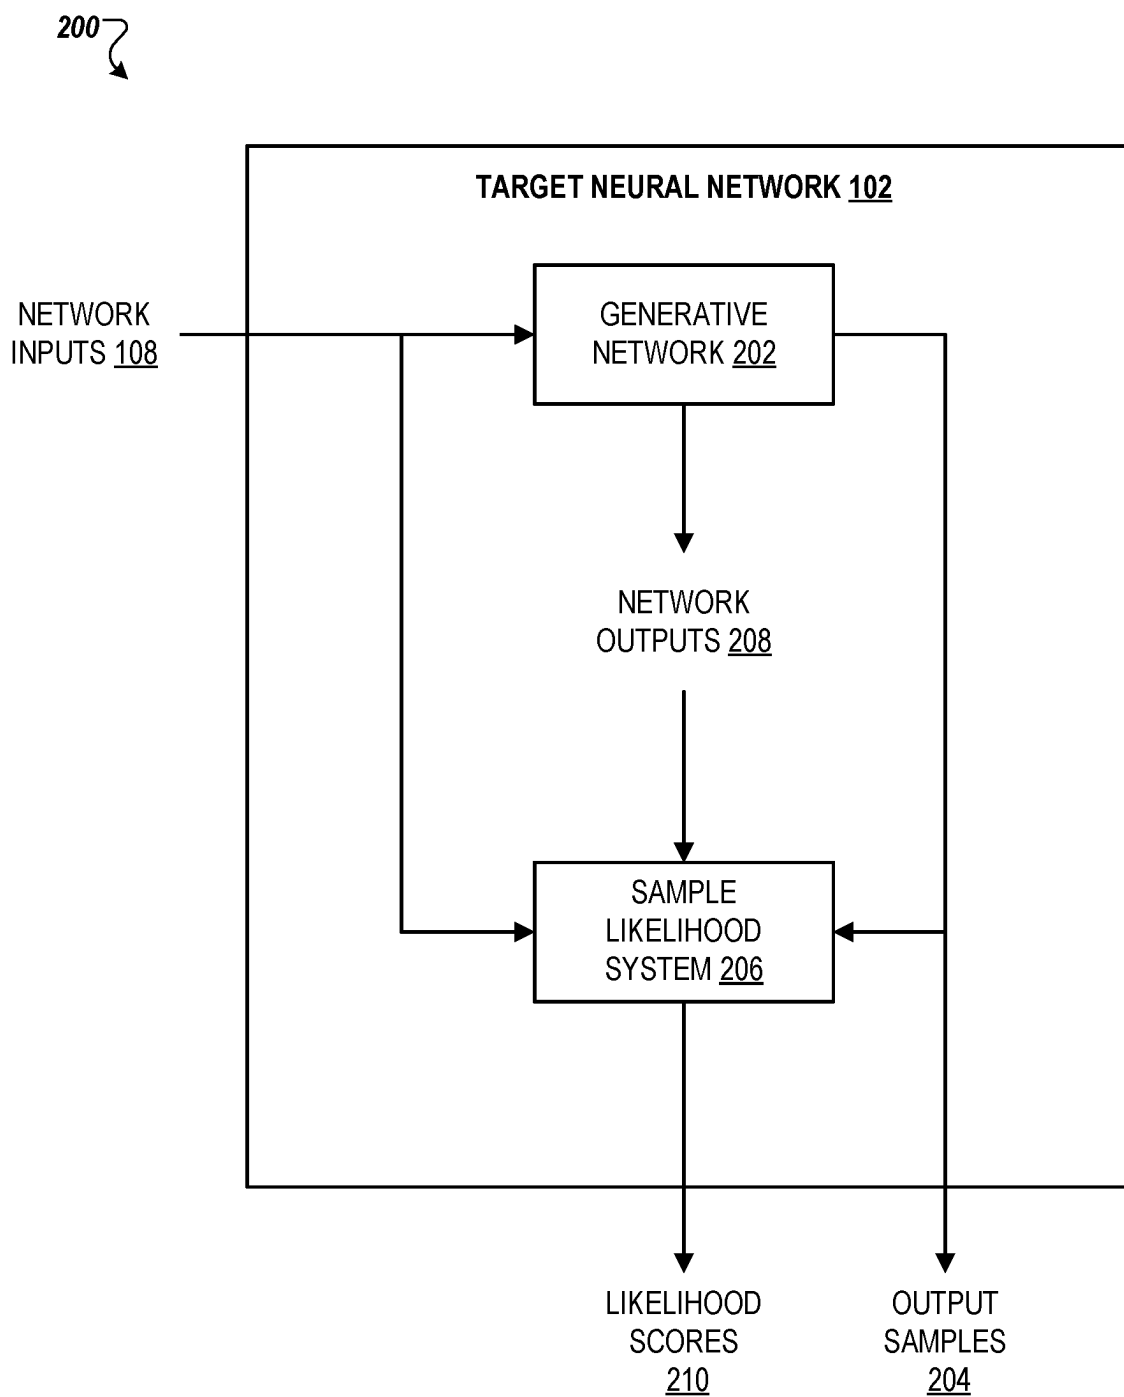 200
TARGET NEURAL NETWORK 102
NETWORK
INPUTS 108
GENERATIVE
NETWORK 202
NETWORK
OUTPUTS 208
SAMPLE
LIKELIHOOD
SYSTEM 206
LIKELIHOOD
SCORES
210
OUTPUT
SAMPLES
204